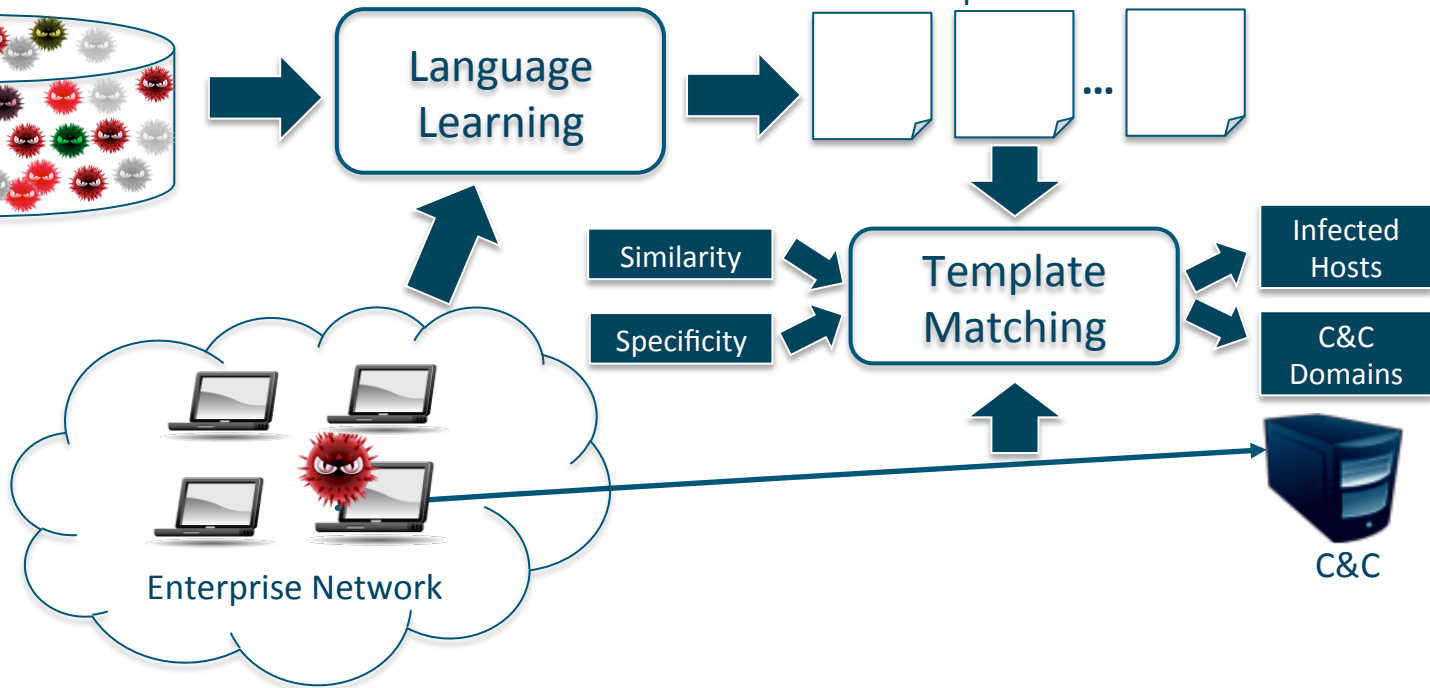 Language
Learning
...
Similarity
Specificity
Template
Matching
Infected
Hosts
C&C
Domains
Enterprise Network
C&C